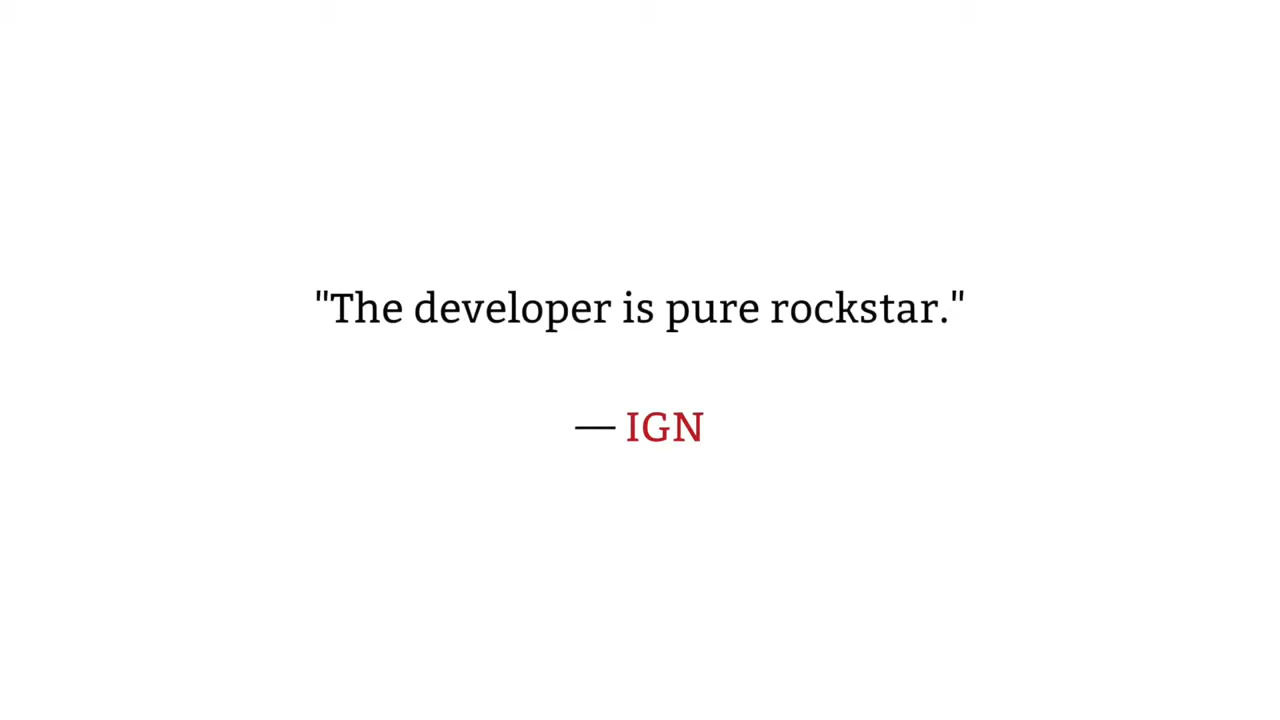 "The developer is pure rockstar."
— IGN